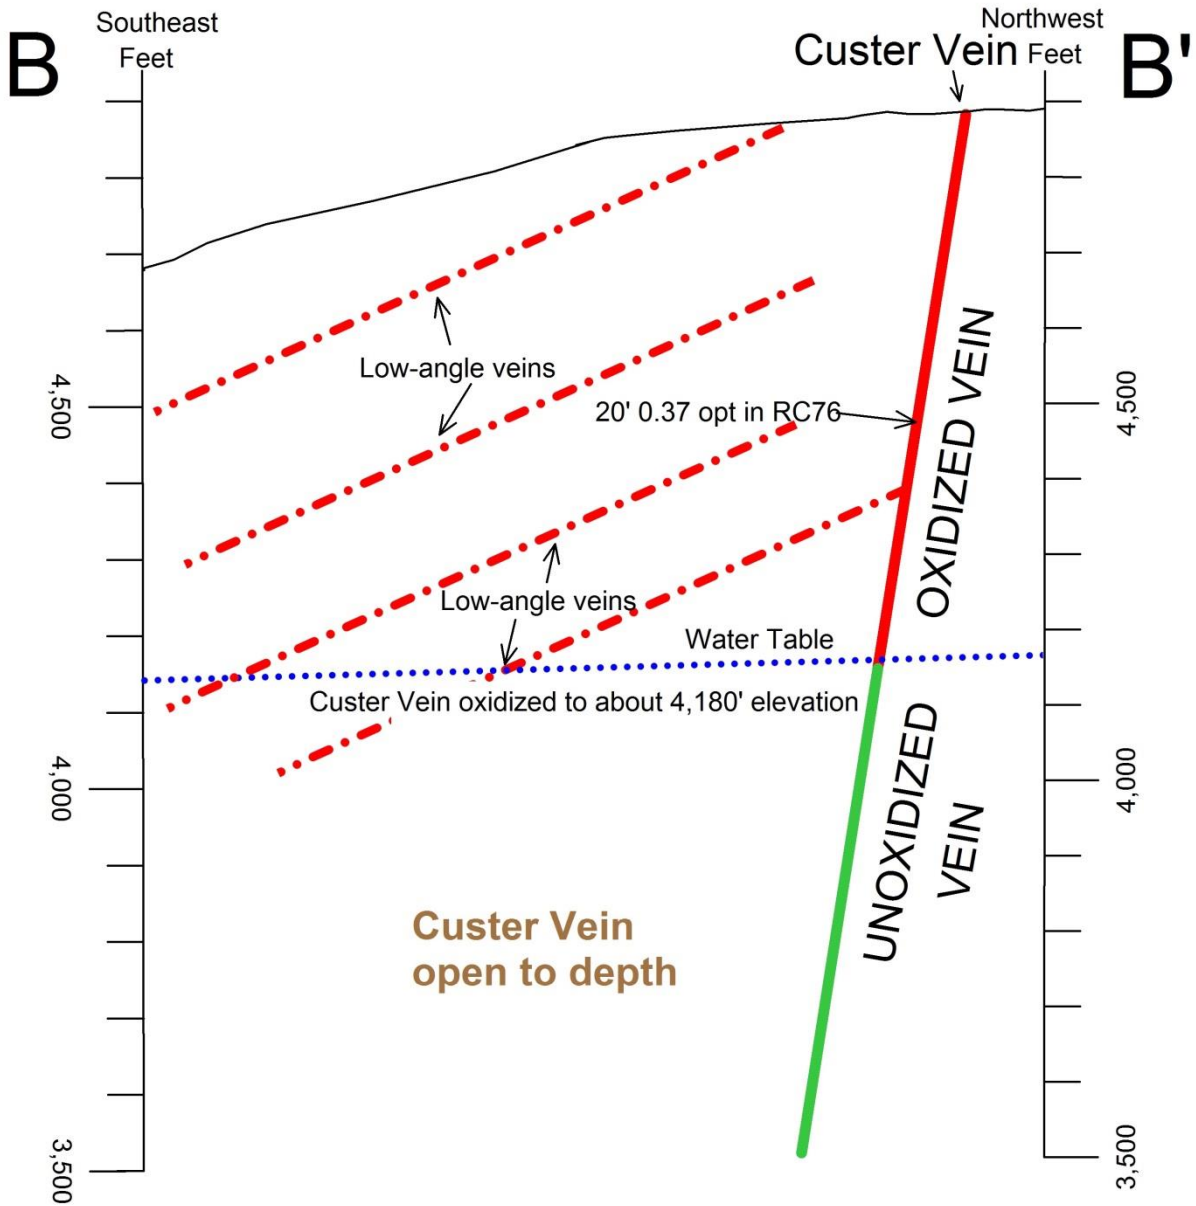 B
Southeast
Feet
Custer Vein
Northwest
Feet
B'
Low-angle veins
20' 0.37 opt in RC76
OXIDIZED VEIN
Low-angle veins
Water Table
Custer Vein oxidized to about 4,180' elevation
UNOXIDIZED
VEIN
Custer Vein
open to depth
4,500
4,000
3,500
4,500
4,000
3,500